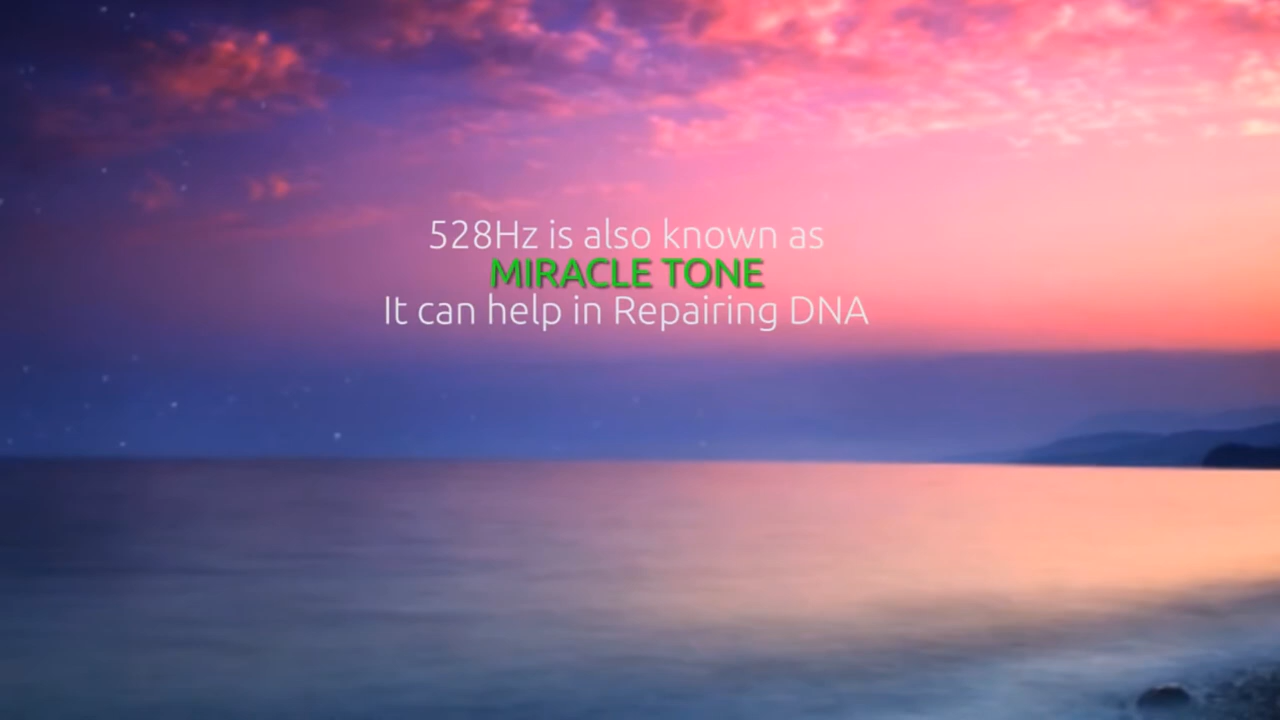 528Hz is also known as
MIRACLE TONE
It can help in Repairing DNA